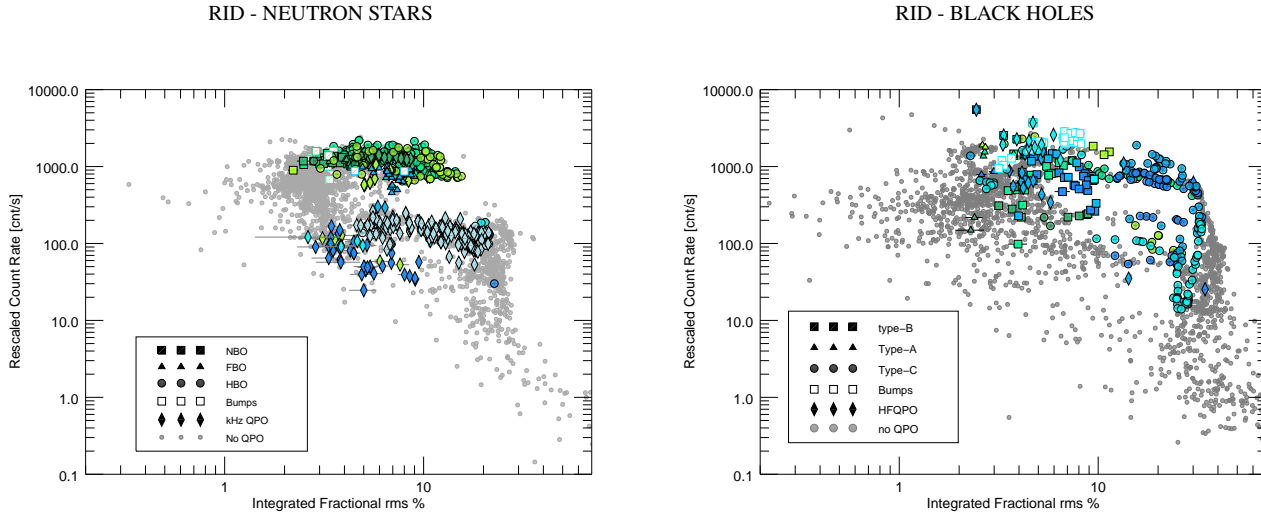 RID - NEUTRON STARS
10000.0
1000.0
100.0
10.0
1.0
0.1
Rescaled Count Rate [cnt/s]
NBO
FBO
HBO
Bumps
kHz QPO
No QPO
1
10
Integrated Fractional rms %
RID - BLACK HOLES
10000.0
1000.0
100.0
10.0
1.0
0.1
Rescaled Count Rate [cnt/s]
type-B
Type-A
Type-C
Bumps
HFQPO
no QPO
1
10
Integrated Fractional rms %